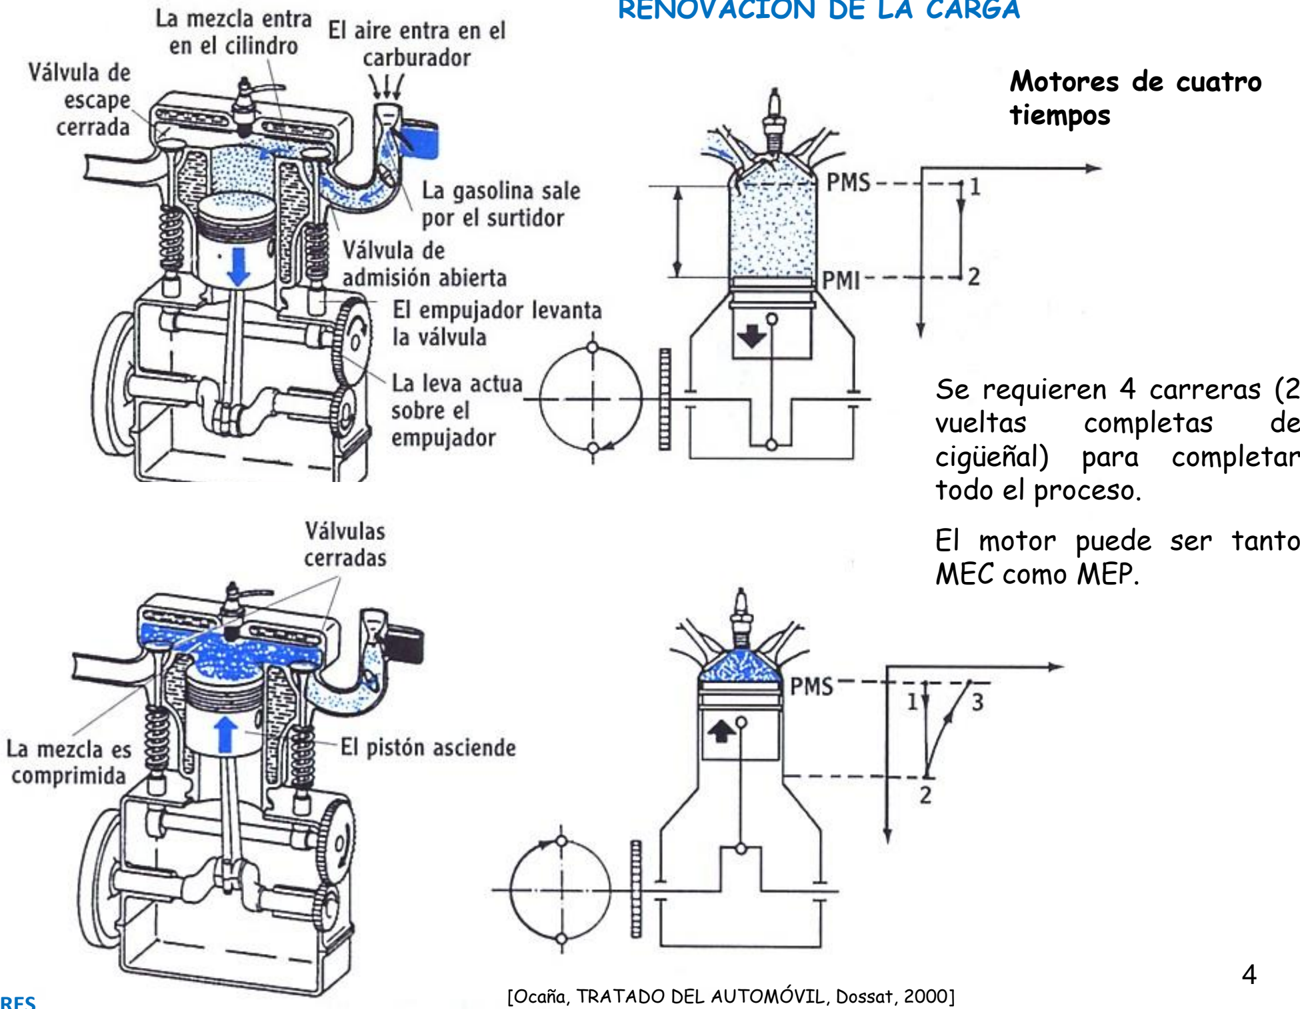 RENOVACIÓN DE LA CARGA
Motores de cuatro
tiempos
La mezcla entra
en el cilindro
El aire entra en el
carburador
Válvula de
escape
cerrada
La gasolina sale
por el surtidor
Válvula de
admisión abierta
El empujador levanta
la válvula
La leva actua
sobre el
empujador
PMS
PMI
1
2
Se requieren 4 carreras (2
vueltas completas de
cigüeñal) para completar
todo el proceso.
El motor puede ser tanto
MEC como MEP.
Válvulas
cerradas
La mezcla es
comprimida
El pistón asciende
PMS
1
3
2
4
[Ocaña, TRATADO DEL AUTOMÓVIL, Dossat, 2000]
RES